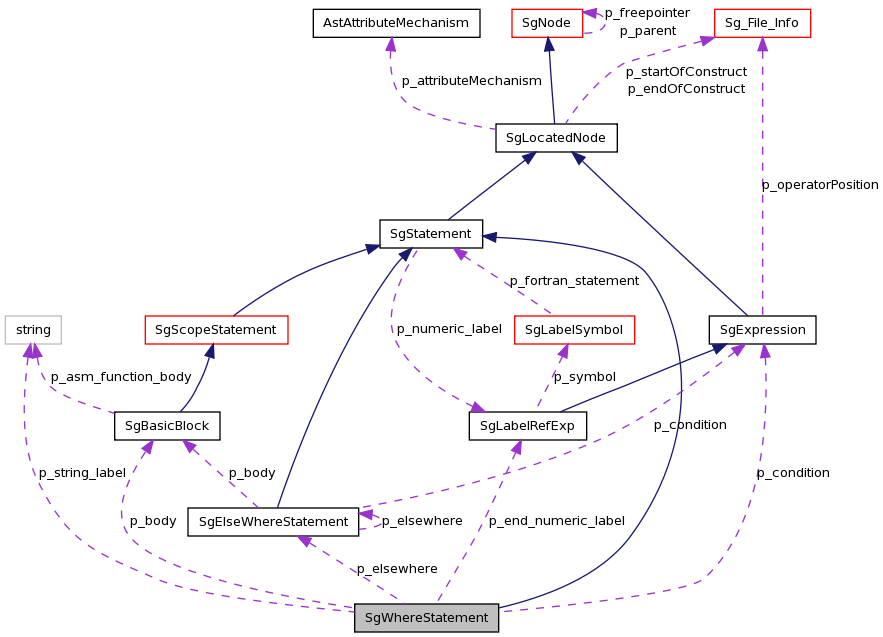 AstAttributeMechanism
SgNode
p_freepointer
p_parent
Sg_File_Info
p_attributeMechanism
p_startOfConstruct
p_endOfConstruct
SgLocatedNode
p_operatorPosition
SgStatement
p_fortran_statement
string
SgScopeStatement
p_numeric_label
SgLabelSymbol
SgExpression
p_asm_function_body
p_symbol
SgBasicBlock
SgLabelRefExp
p_condition
p_string_label
p_body
p_condition
p_body
SgElseWhereStatement
p_elsewhere
p_end_numeric_label
p_elsewhere
SgWhereStatement